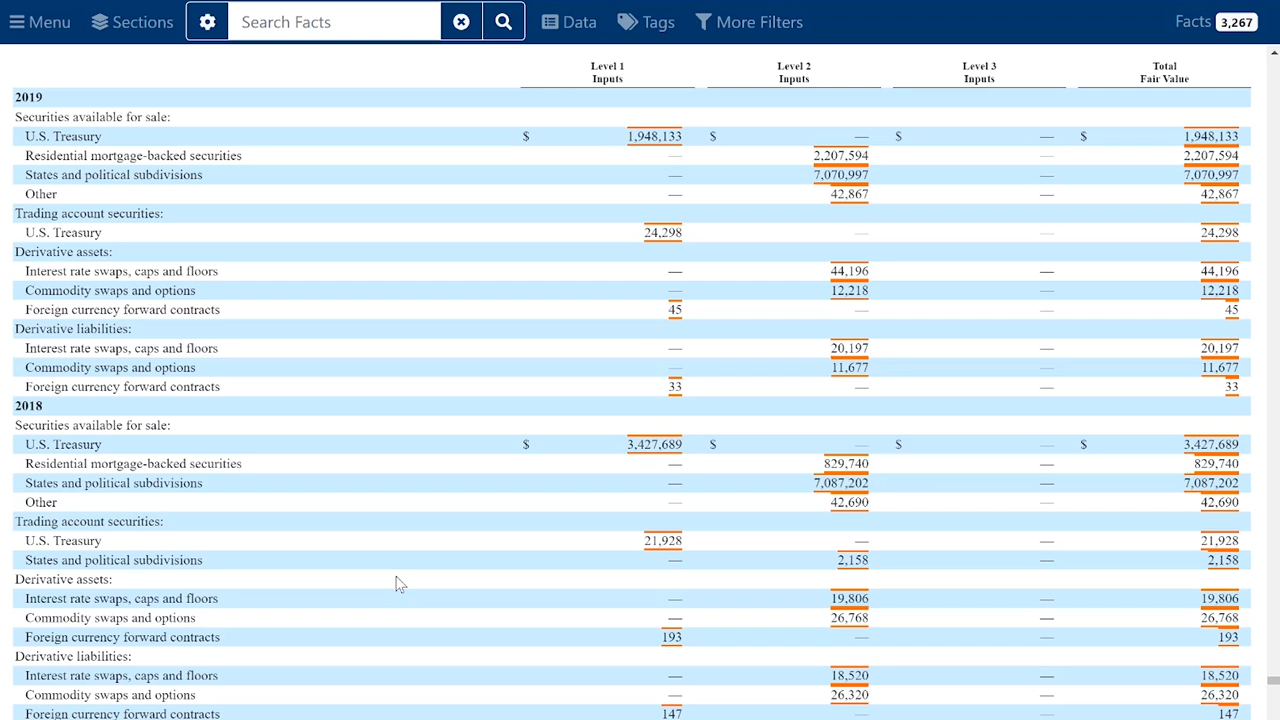 Menu Sections Search Facts Data Tags More Filters Facts 3,267
Level 1 Level 2 Level 3 Total
Inputs Inputs Inputs Fair Value
2019
Securities available for sale:
U.S. Treasury $ 1,948,133 $ — $ — $ 1,948,133
Residential mortgage-backed securities — 2,207,594 — 2,207,594
States and political subdivisions — 7,070,997 — 7,070,997
Other — 42,867 — 42,867
Trading account securities:
U.S. Treasury 24,298 — — 24,298
Derivative assets:
Interest rate swaps, caps and floors — 44,196 — 44,196
Commodity swaps and options — 12,218 — 12,218
Foreign currency forward contracts 45 — — 45
Derivative liabilities:
Interest rate swaps, caps and floors — 20,197 — 20,197
Commodity swaps and options — 11,677 — 11,677
Foreign currency forward contracts 33 — — 33
2018
Securities available for sale:
U.S. Treasury $ 3,427,689 $ — $ — $ 3,427,689
Residential mortgage-backed securities — 829,740 — 829,740
States and political subdivisions — 7,087,202 — 7,087,202
Other — 42,690 — 42,690
Trading account securities:
U.S. Treasury 21,928 — — 21,928
States and political subdivisions — 2,158 — 2,158
Derivative assets:
Interest rate swaps, caps and floors — 19,806 — 19,806
Commodity swaps and options — 26,768 — 26,768
Foreign currency forward contracts 193 — — 193
Derivative liabilities:
Interest rate swaps, caps and floors — 18,520 — 18,520
Commodity swaps and options — 26,320 — 26,320
Foreign currency forward contracts 147 — — 147